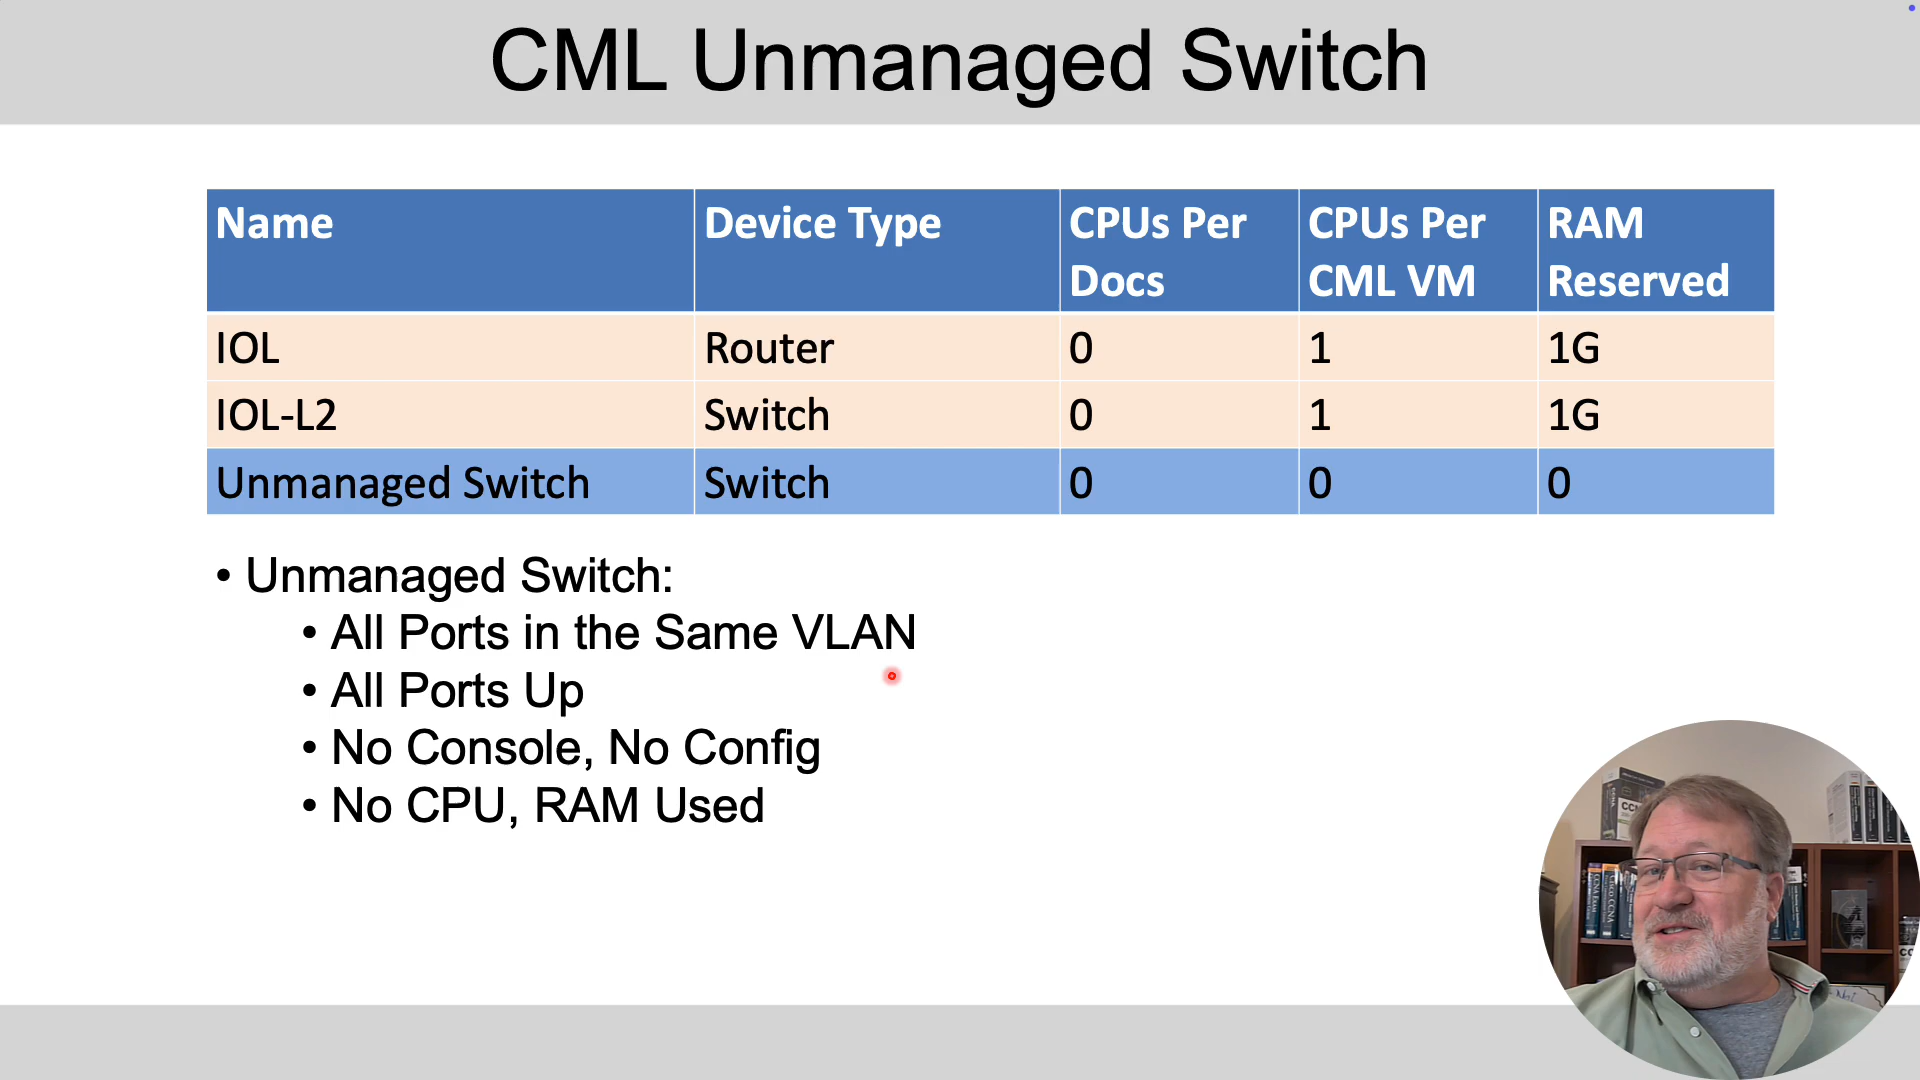 CML Unmanaged Switch
Name Device Type CPUs Per Docs CPUs Per CML VM RAM Reserved
IOL Router 0 1 1G
IOL-L2 Switch 0 1 1G
Unmanaged Switch Switch 0 0 0
• Unmanaged Switch:
• All Ports in the Same VLAN
• All Ports Up
• No Console, No Config
• No CPU, RAM Used